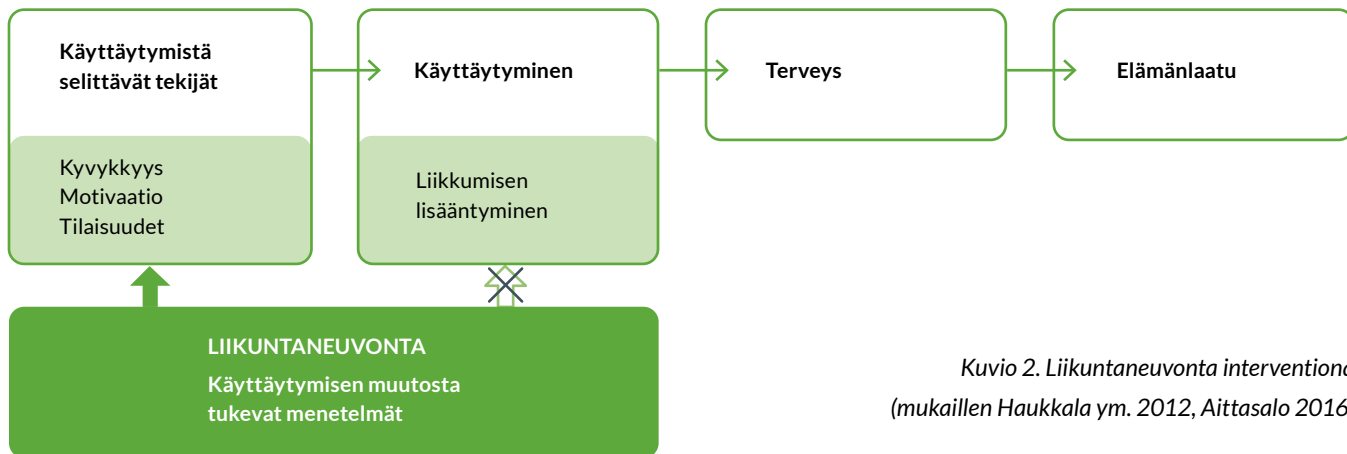 Käyttäytymistä
selittävät tekijät
Kyvykkyys
Motivaatio
Tilaisuudet
Käyttäytyminen
Liikkumisen
lisääntyminen
Terveys
Elämänlaatu
LIIKUNTANEUVONTA
Käyttäytymisen muutosta
tukevat menetelmät
Kuvio 2. Liikuntaneuvonta interventiona
(mukaillen Haukkala ym. 2012, Aittasalo 2016